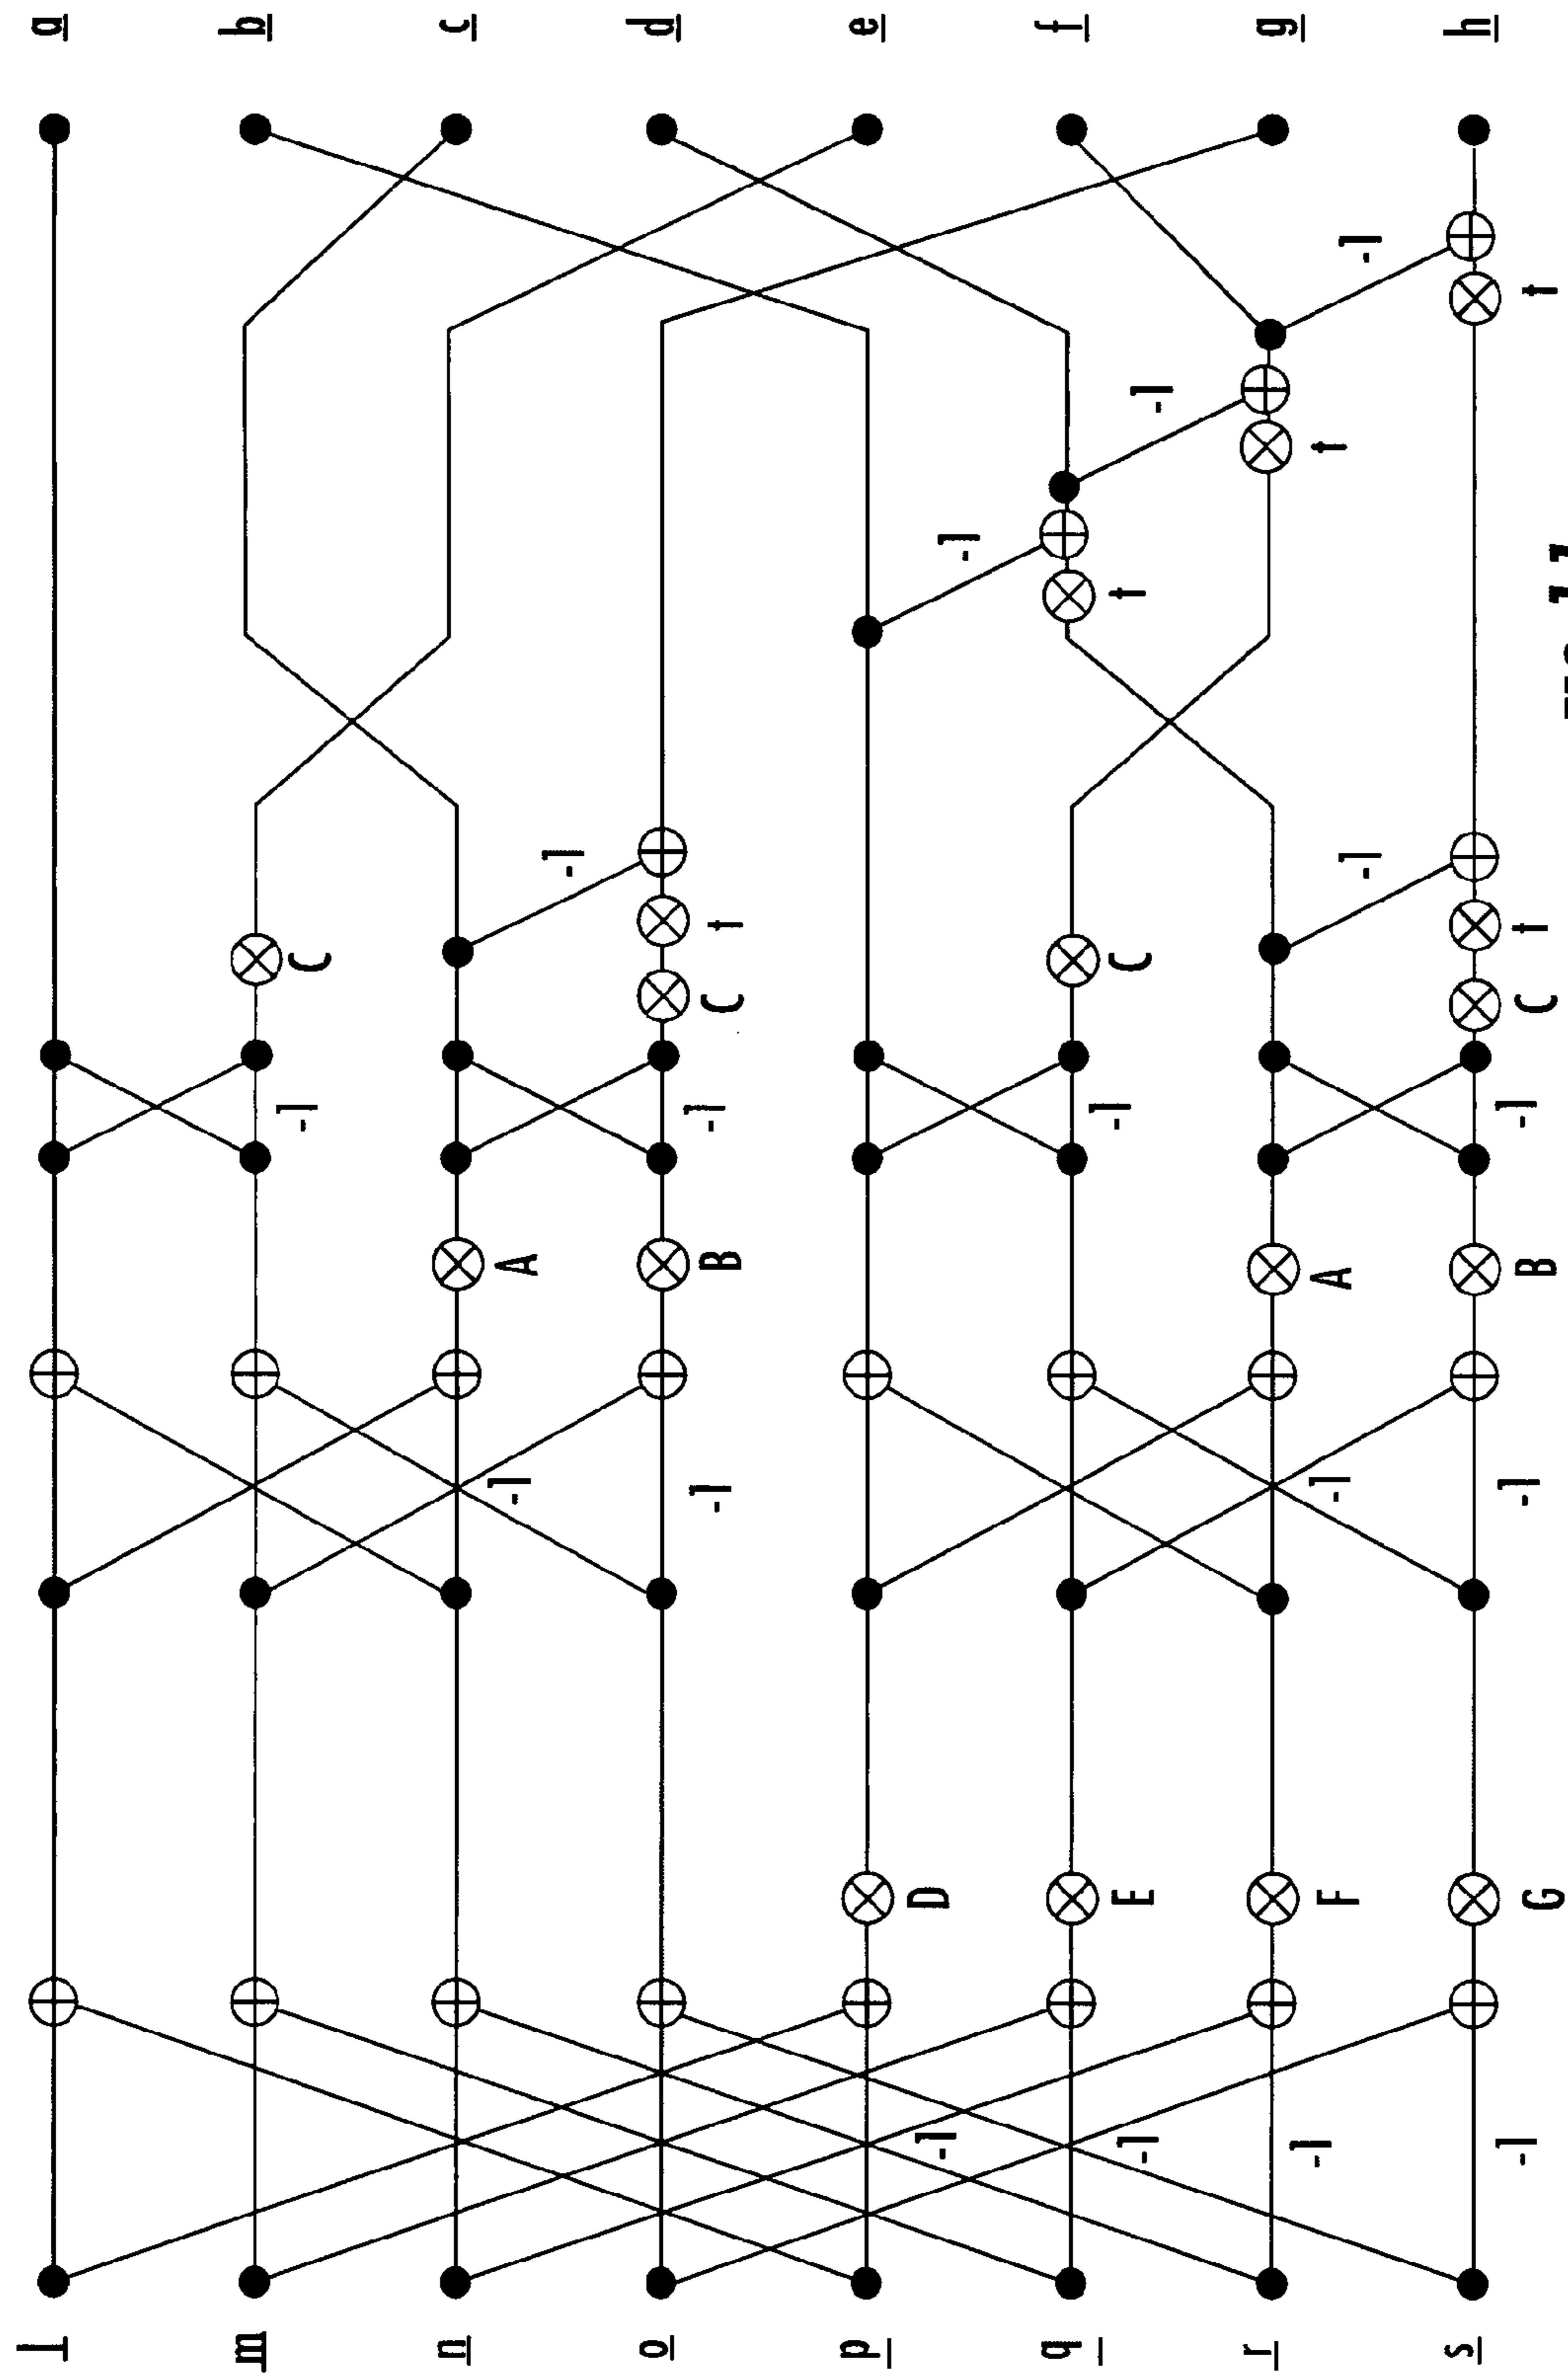 l a
m b
-1 C
n c
-1 A -1
o d
-1 B -1 C t
p e
-1 D -1
q f
-1 E -1 C t -1
r g
-1 F -1 A -1 t -1
s h
-1 G -1 B -1 C t t